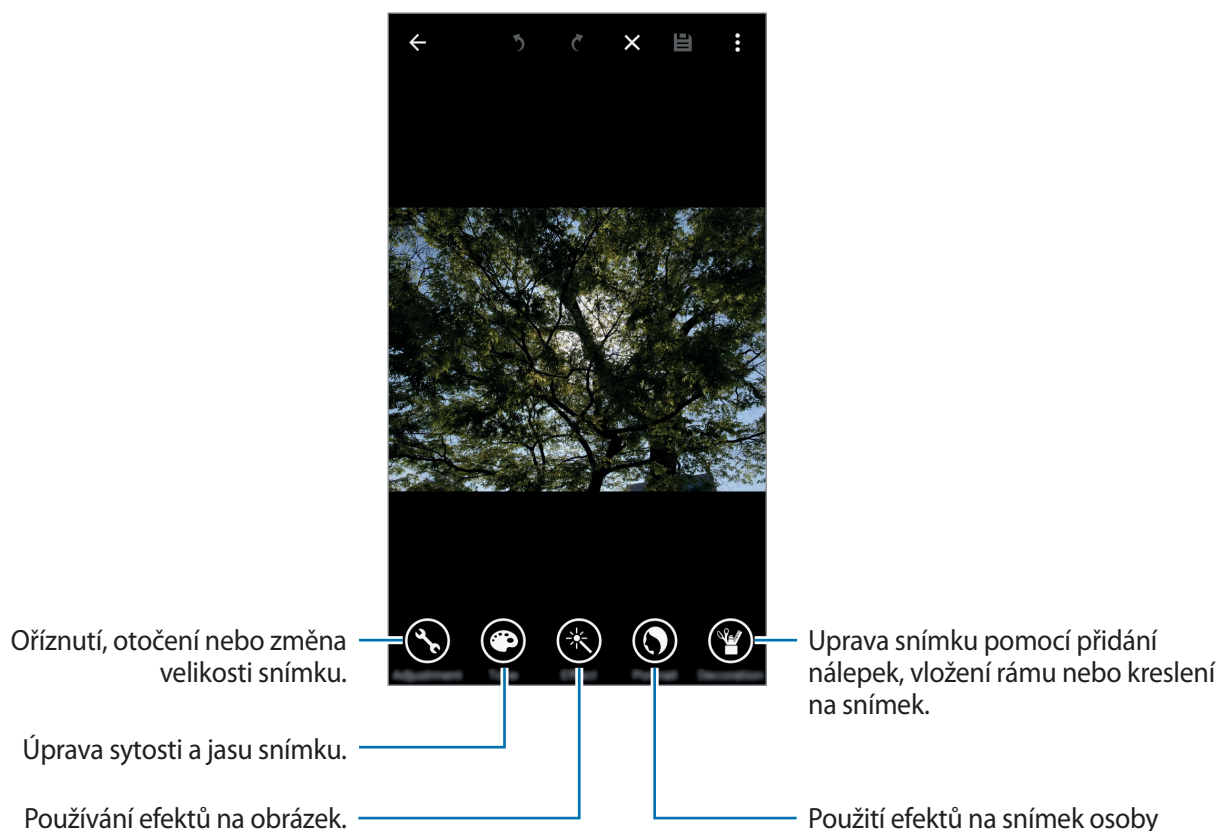 Oříznutí, otočení nebo změna
velikosti snímku.
Úprava sytosti a jasu snímku.
Používání efektů na obrázek.
Uprava snímku pomocí přidání
nálepek, vložení rámu nebo kreslení
na snímek.
Použití efektů na snímek osoby